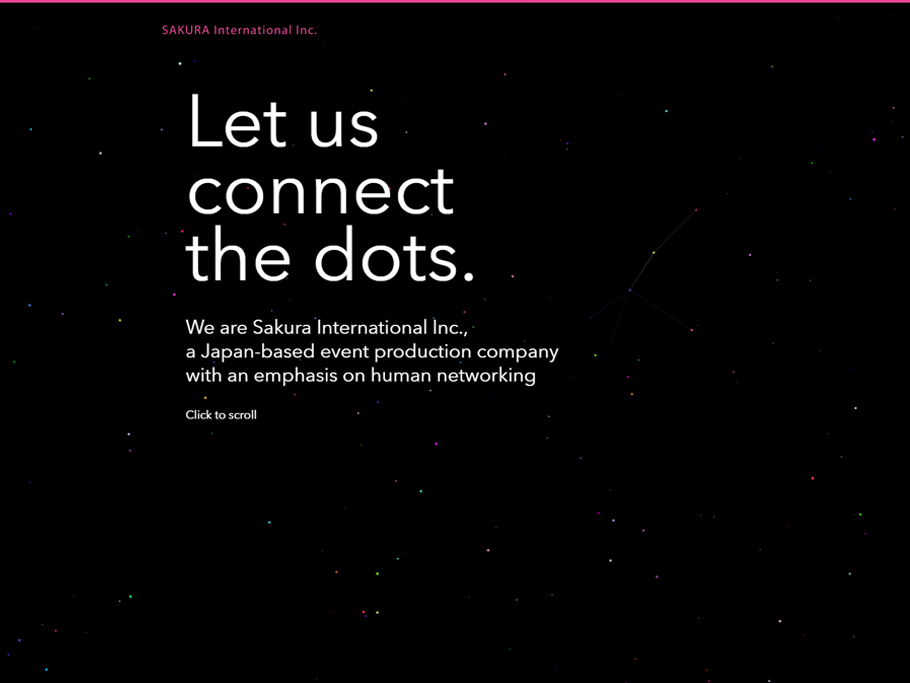 SAKURA International Inc.
Let us
connect
the dots.
We are Sakura International Inc.,
a Japan-based event production company
with an emphasis on human networking
Click to scroll